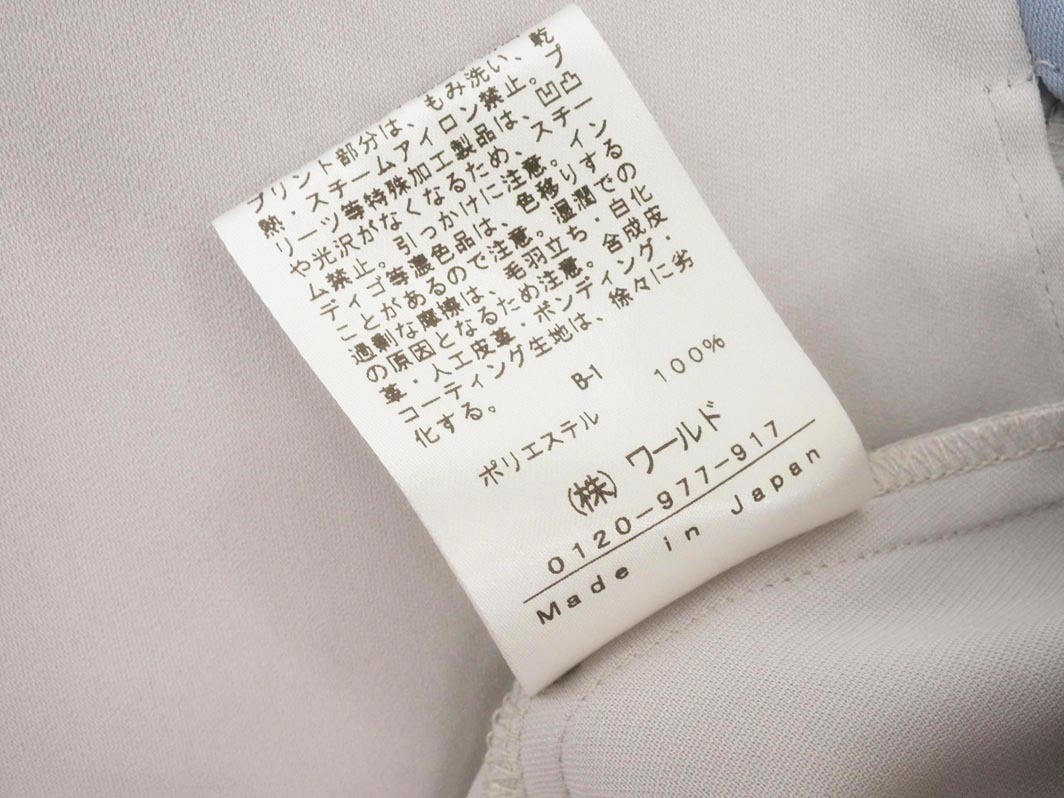 プリント部分は、もみ洗い、乾
熱・スチームアイロン禁止。プ
リーツ等特殊加工製品は、凹凸
や光沢がなくなるため、スチー
ム禁止。引っかけに注意。イン
ディゴ等濃色品は、色移りする
ことがあるので注意。湿潤での
過剰な摩擦は、毛羽立ち・白化
の原因となるため注意。合成皮
革・人工皮革・ボンディング・
コーティング生地は、徐々に劣
化する。
B-1
ポリエステル 100%
(株)ワールド
0120-977-917
Made in Japan